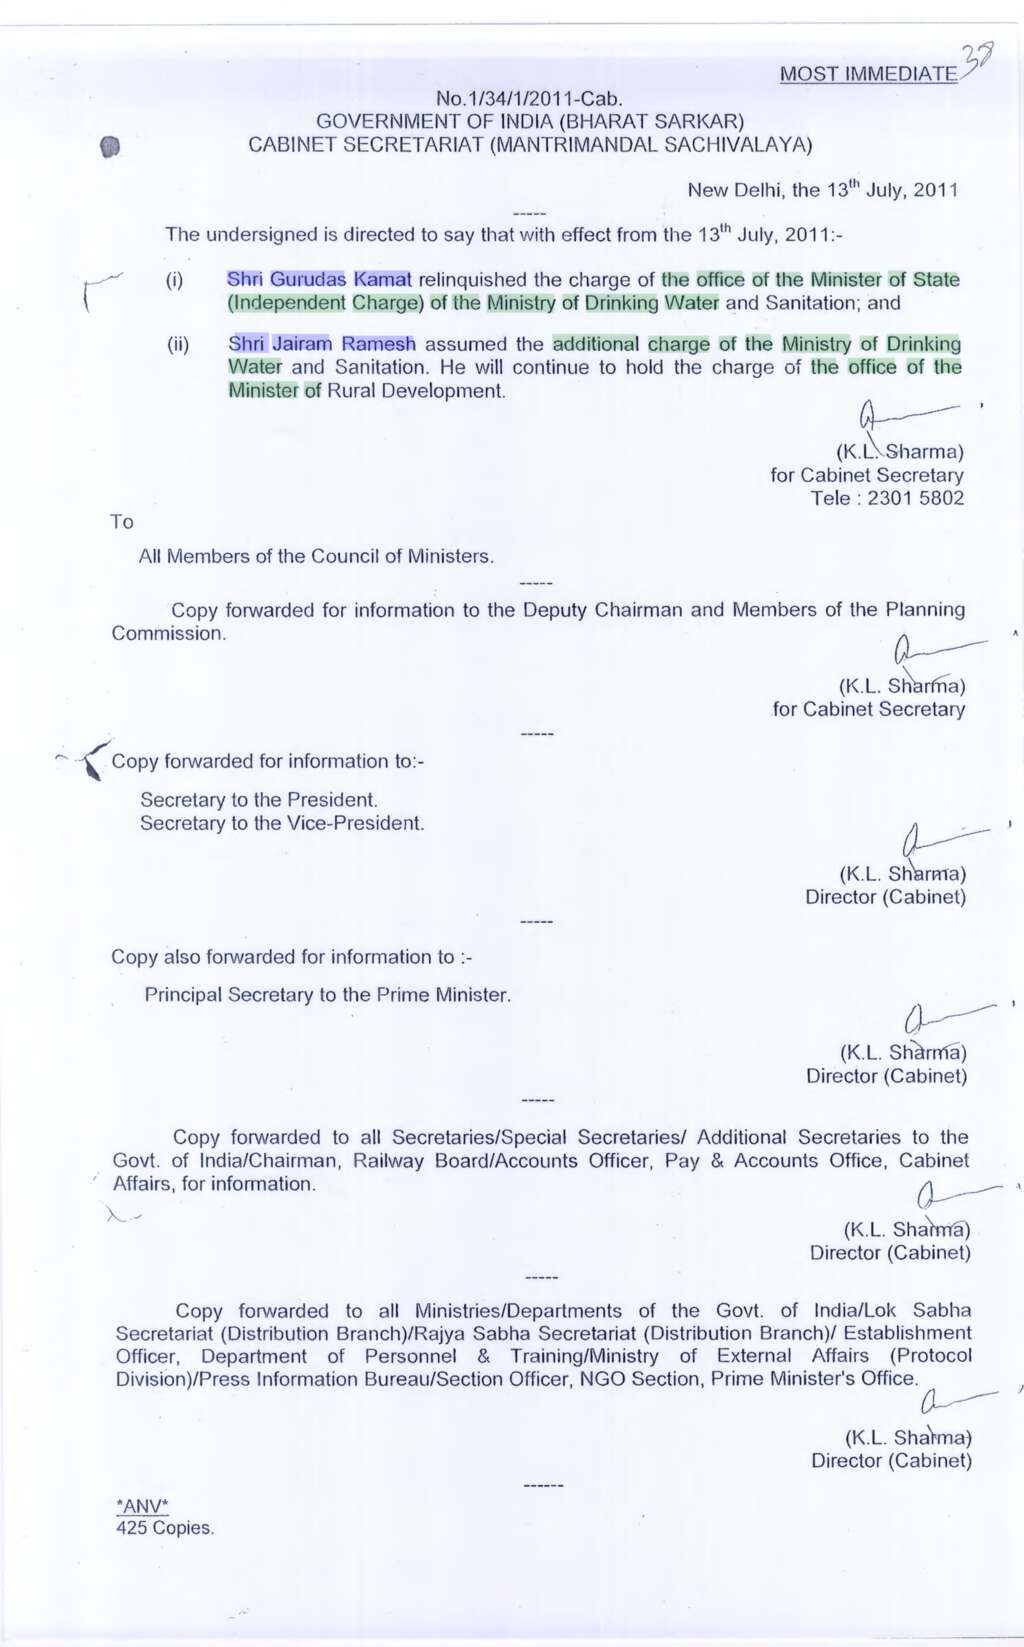 38
MOST IMMEDIATE
No.1/34/1/2011-Cab.
GOVERNMENT OF INDIA (BHARAT SARKAR)
CABINET SECRETARIAT (MANTRIMANDAL SACHIVALAYA)
New Delhi, the 13th July, 2011
-----
The undersigned is directed to say that with effect from the 13th July, 2011:-
(i) Shri Gurudas Kamat relinquished the charge of the office of the Minister of State
(Independent Charge) of the Ministry of Drinking Water and Sanitation; and
(ii) Shri Jairam Ramesh assumed the additional charge of the Ministry of Drinking
Water and Sanitation. He will continue to hold the charge of the office of the
Minister of Rural Development.
(K.L. Sharma)
for Cabinet Secretary
Tele : 2301 5802
To
All Members of the Council of Ministers.
-----
Copy forwarded for information to the Deputy Chairman and Members of the Planning
Commission.
(K.L. Sharma)
for Cabinet Secretary
-----
Copy forwarded for information to:-
Secretary to the President.
Secretary to the Vice-President.
(K.L. Sharma)
Director (Cabinet)
-----
Copy also forwarded for information to :-
Principal Secretary to the Prime Minister.
(K.L. Sharma)
Director (Cabinet)
-----
Copy forwarded to all Secretaries/Special Secretaries/ Additional Secretaries to the
Govt. of India/Chairman, Railway Board/Accounts Officer, Pay & Accounts Office, Cabinet
Affairs, for information.
(K.L. Sharma)
Director (Cabinet)
-----
Copy forwarded to all Ministries/Departments of the Govt. of India/Lok Sabha
Secretariat (Distribution Branch)/Rajya Sabha Secretariat (Distribution Branch)/ Establishment
Officer, Department of Personnel & Training/Ministry of External Affairs (Protocol
Division)/Press Information Bureau/Section Officer, NGO Section, Prime Minister's Office.
(K.L. Sharma)
Director (Cabinet)
------
*ANV*
425 Copies.